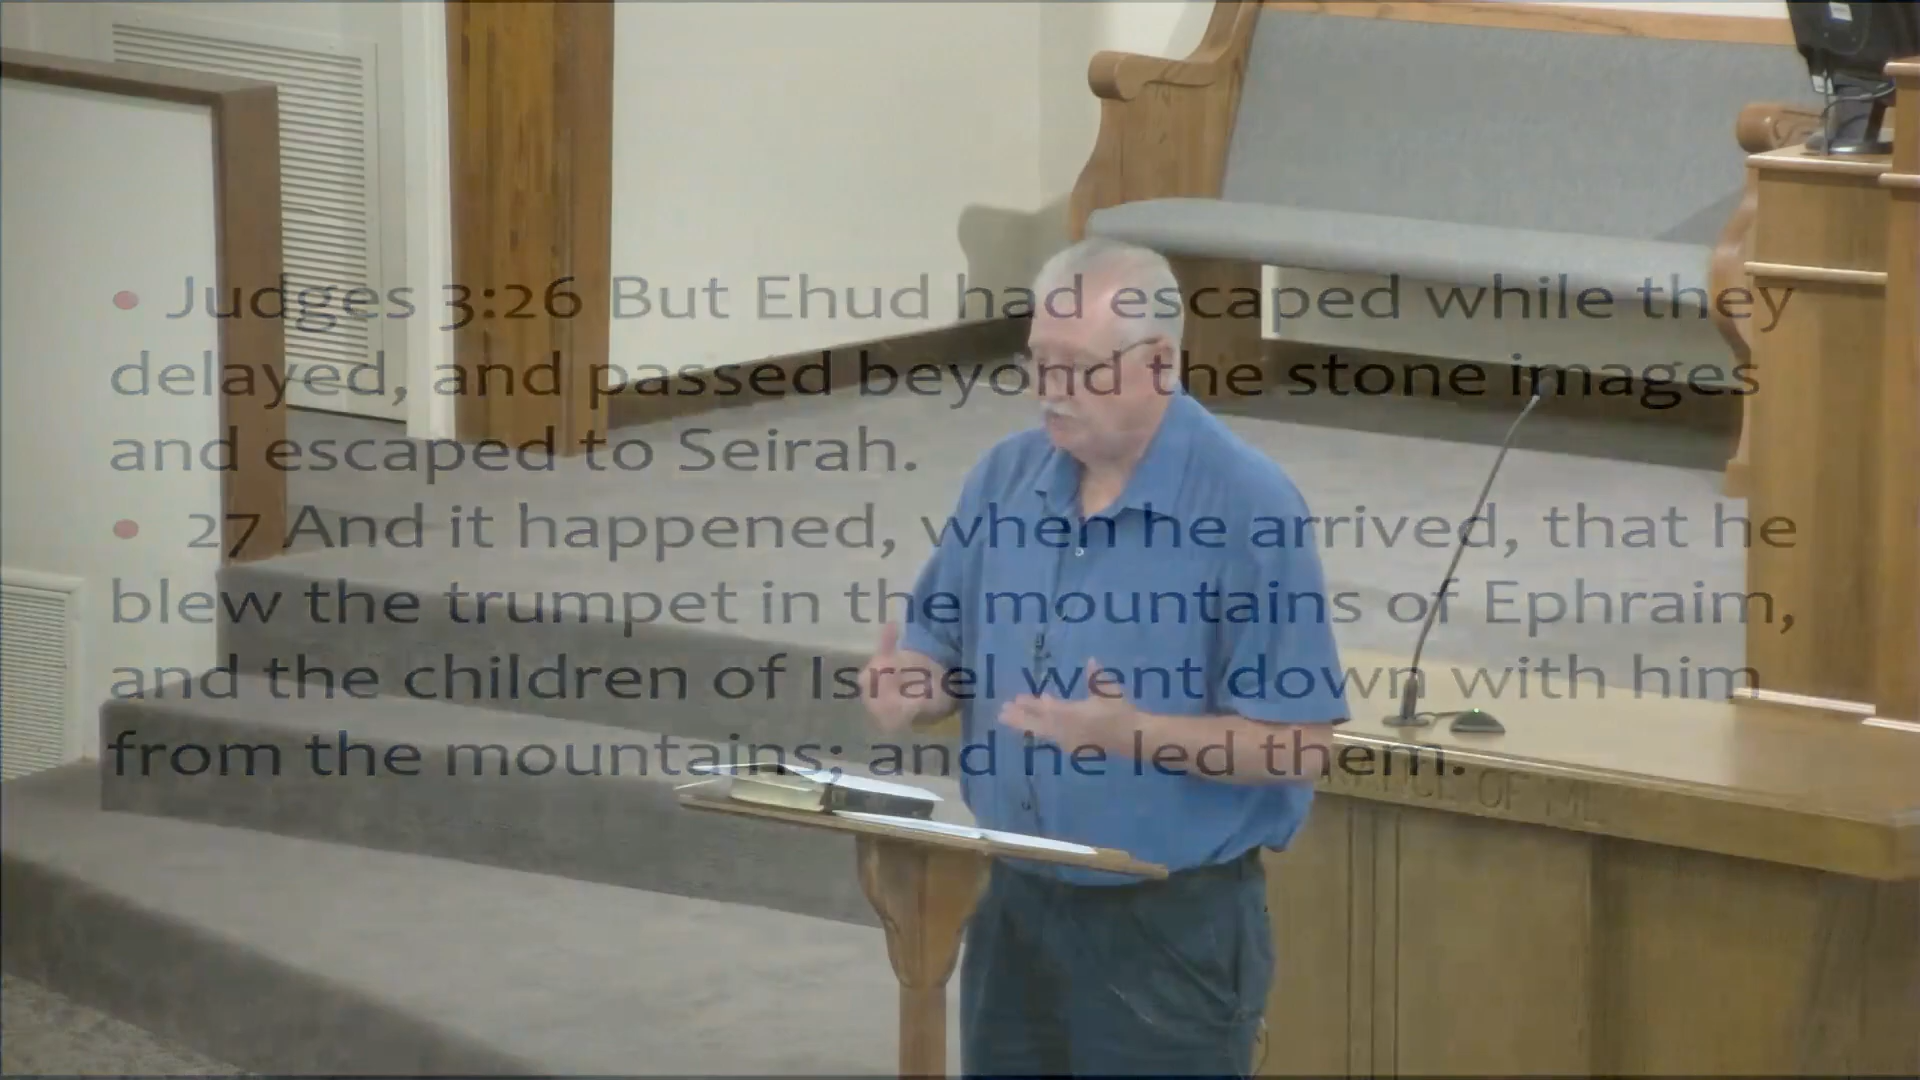 • Judges 3:26 But Ehud had escaped while they
delayed, and passed beyond the stone images
and escaped to Seirah.
• 27 And it happened, when he arrived, that he
blew the trumpet in the mountains of Ephraim,
and the children of Israel went down with him
from the mountains; and he led them.
OF ME